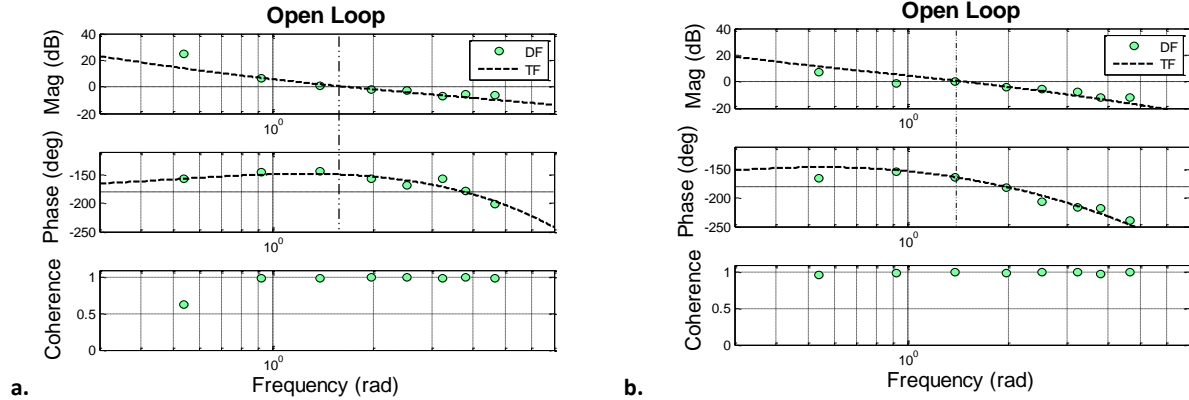 Open Loop
Mag (dB)
40
20
0
-20
DF
TF
10^0
Phase (deg)
-150
-200
-250
10^0
Coherence
1
0.5
0
10^0
Frequency (rad)
a.
Open Loop
Mag (dB)
40
20
0
-20
DF
TF
10^0
Phase (deg)
-150
-200
-250
10^0
Coherence
1
0.5
0
10^0
Frequency (rad)
b.